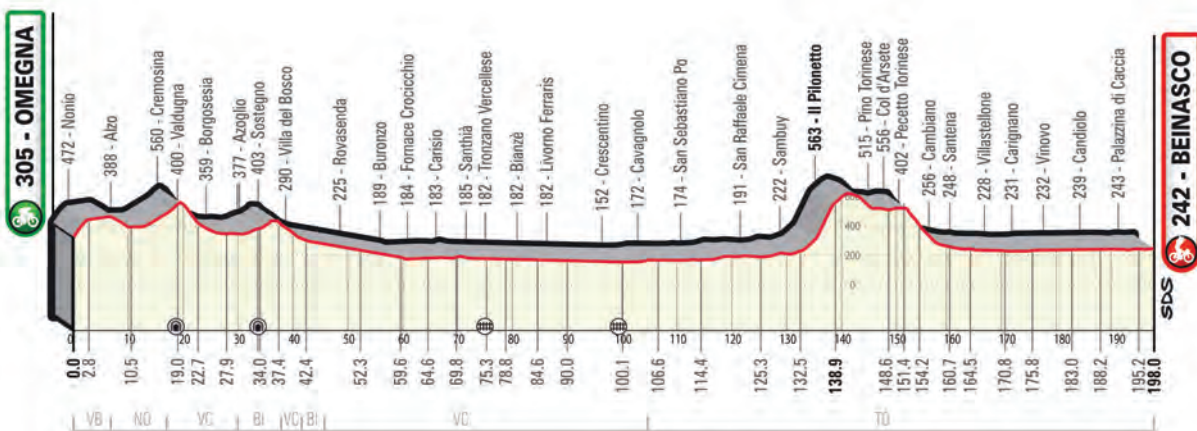 305 - OMEGNA
472 - Nonio
388 - Alzo
560 - Cremosina
400 - Valdugna
359 - Borgosesia
377 - Azoglio
403 - Sostegno
290 - Villa del Bosco
225 - Rovasenda
189 - Buronzo
184 - Fornace Crocicchio
183 - Carisio
185 - Santhià
182 - Tronzano Vercellese
182 - Bianzè
182 - Livorno Ferraris
152 - Crescentino
172 - Cavagnolo
174 - San Sebastiano Po
191 - San Raffaele Cimena
222 - Sambuy
563 - Il Pilonetto
515 - Pino Torinese
556 - Col d'Arsete
402 - Pecetto Torinese
256 - Cambiano
248 - Santena
228 - Villastellone
231 - Carignano
232 - Vinovo
239 - Candiolo
243 - Palazzina di Caccia
242 - BEINASCO
SDS
600
400
200
0
0 10 20 30 40 50 60 70 80 90 100 110 120 130 140 150 160 170 180 190
0.0 2.8 10.5 19.0 22.7 27.9 34.0 37.4 42.4 52.3 59.6 64.6 69.8 75.3 78.8 84.6 90.0 100.1 106.3 114.4 125.3 132.5 138.9 148.6 151.4 154.2 160.7 164.5 170.8 175.8 183.0 188.2 195.2 198.0
VB NO VC BI VC BI VC TO